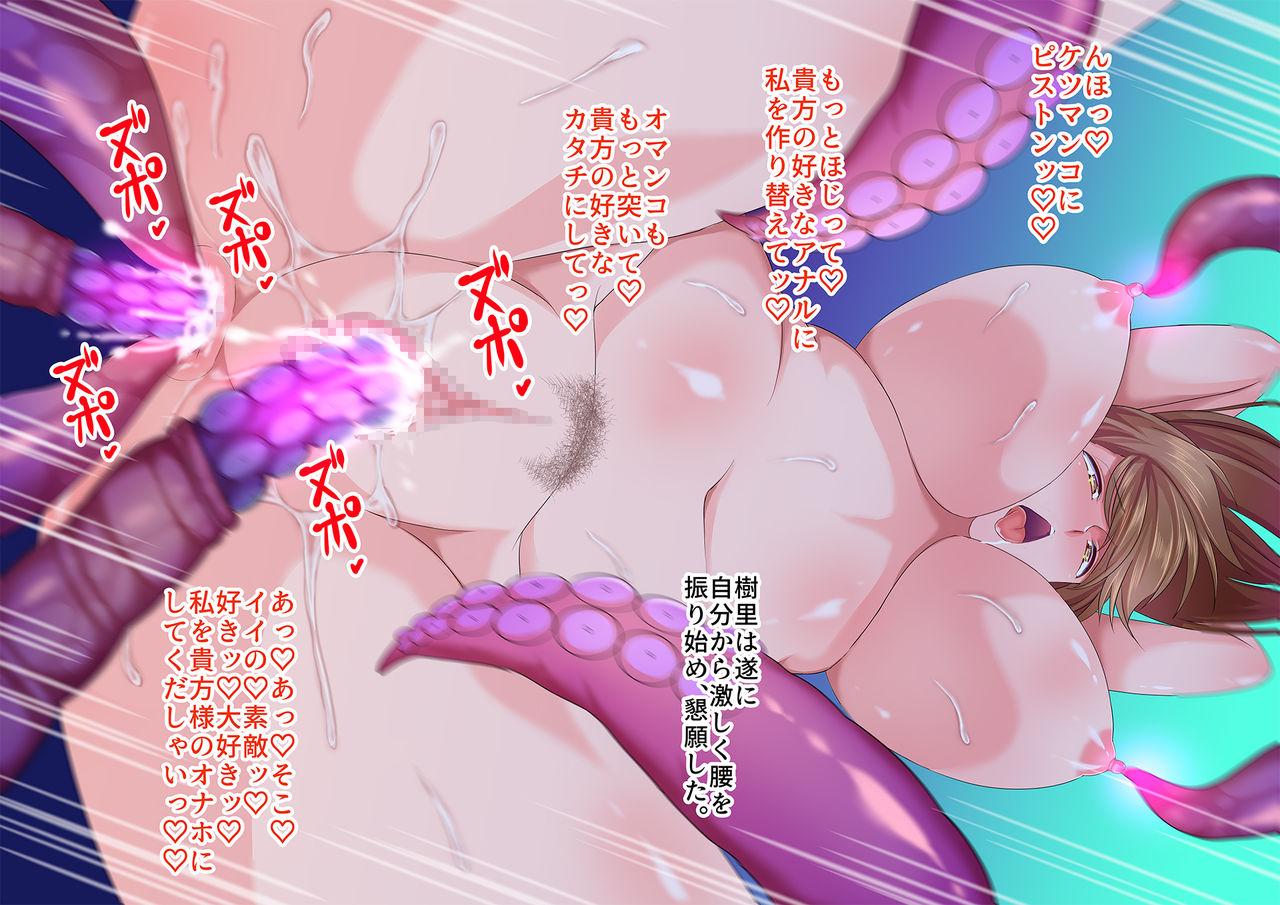 んほっ♡
ケツマンコに
ピストンッ♡♡
もっとほじって♡
貴方の好きなアナルに
私を作り替えてッ♡
オマンコも
もっと突いて♡
貴方の好きな
カタチにしてっ♡
ズポ♥
ズポ♥
ズポ♥
ズポ♥
ズポ♥
樹里は遂に
自分から激しく腰を
振り始め、懇願した。
あっ♡あっ♡そこ♡
イイの♡素敵ッ♡
好きッ♡大好きッ♡
私を貴方様のオナホに
してくだしゃいっ♡♡